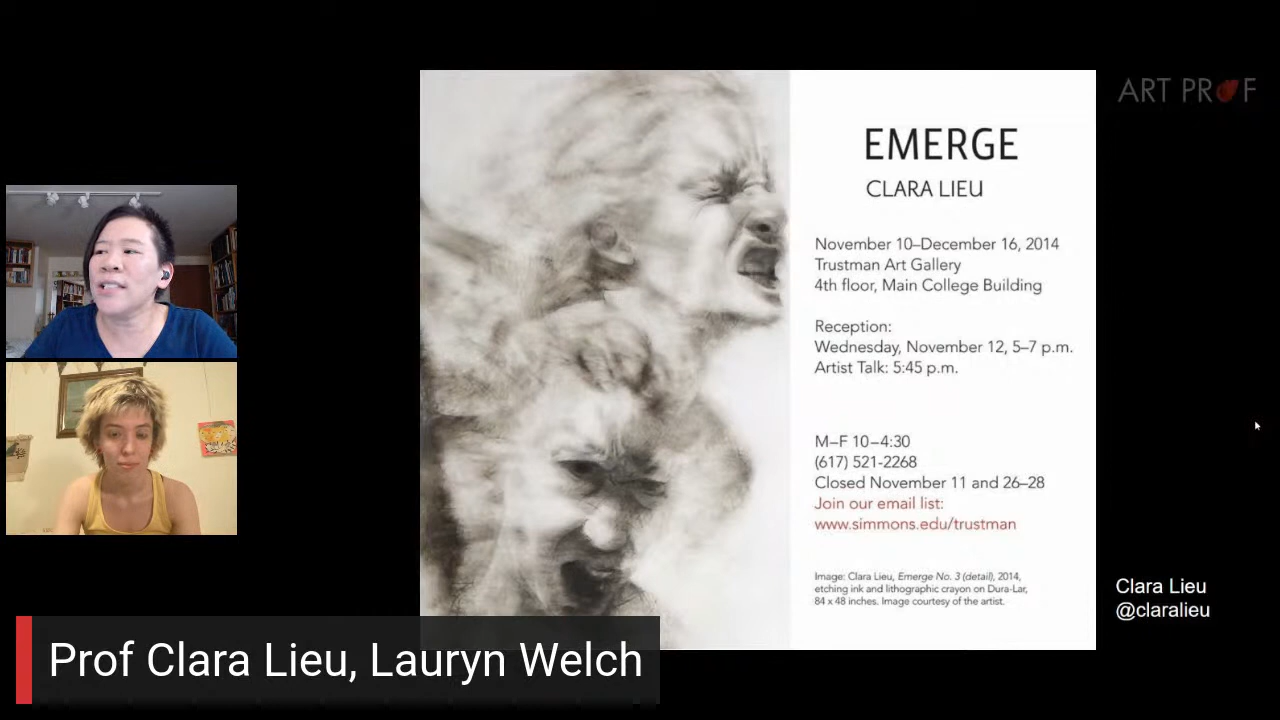 ART PROF
EMERGE
CLARA LIEU
November 10–December 16, 2014
Trustman Art Gallery
4th floor, Main College Building
Reception:
Wednesday, November 12, 5–7 p.m.
Artist Talk: 5:45 p.m.
M–F 10–4:30
(617) 521-2268
Closed November 11 and 26–28
Join our email list:
www.simmons.edu/trustman
Image: Clara Lieu, Emerge No. 3 (detail), 2014,
etching ink and lithographic crayon on Dura-Lar,
84 x 48 inches. Image courtesy of the artist.
Clara Lieu
@claralieu
Prof Clara Lieu, Lauryn Welch